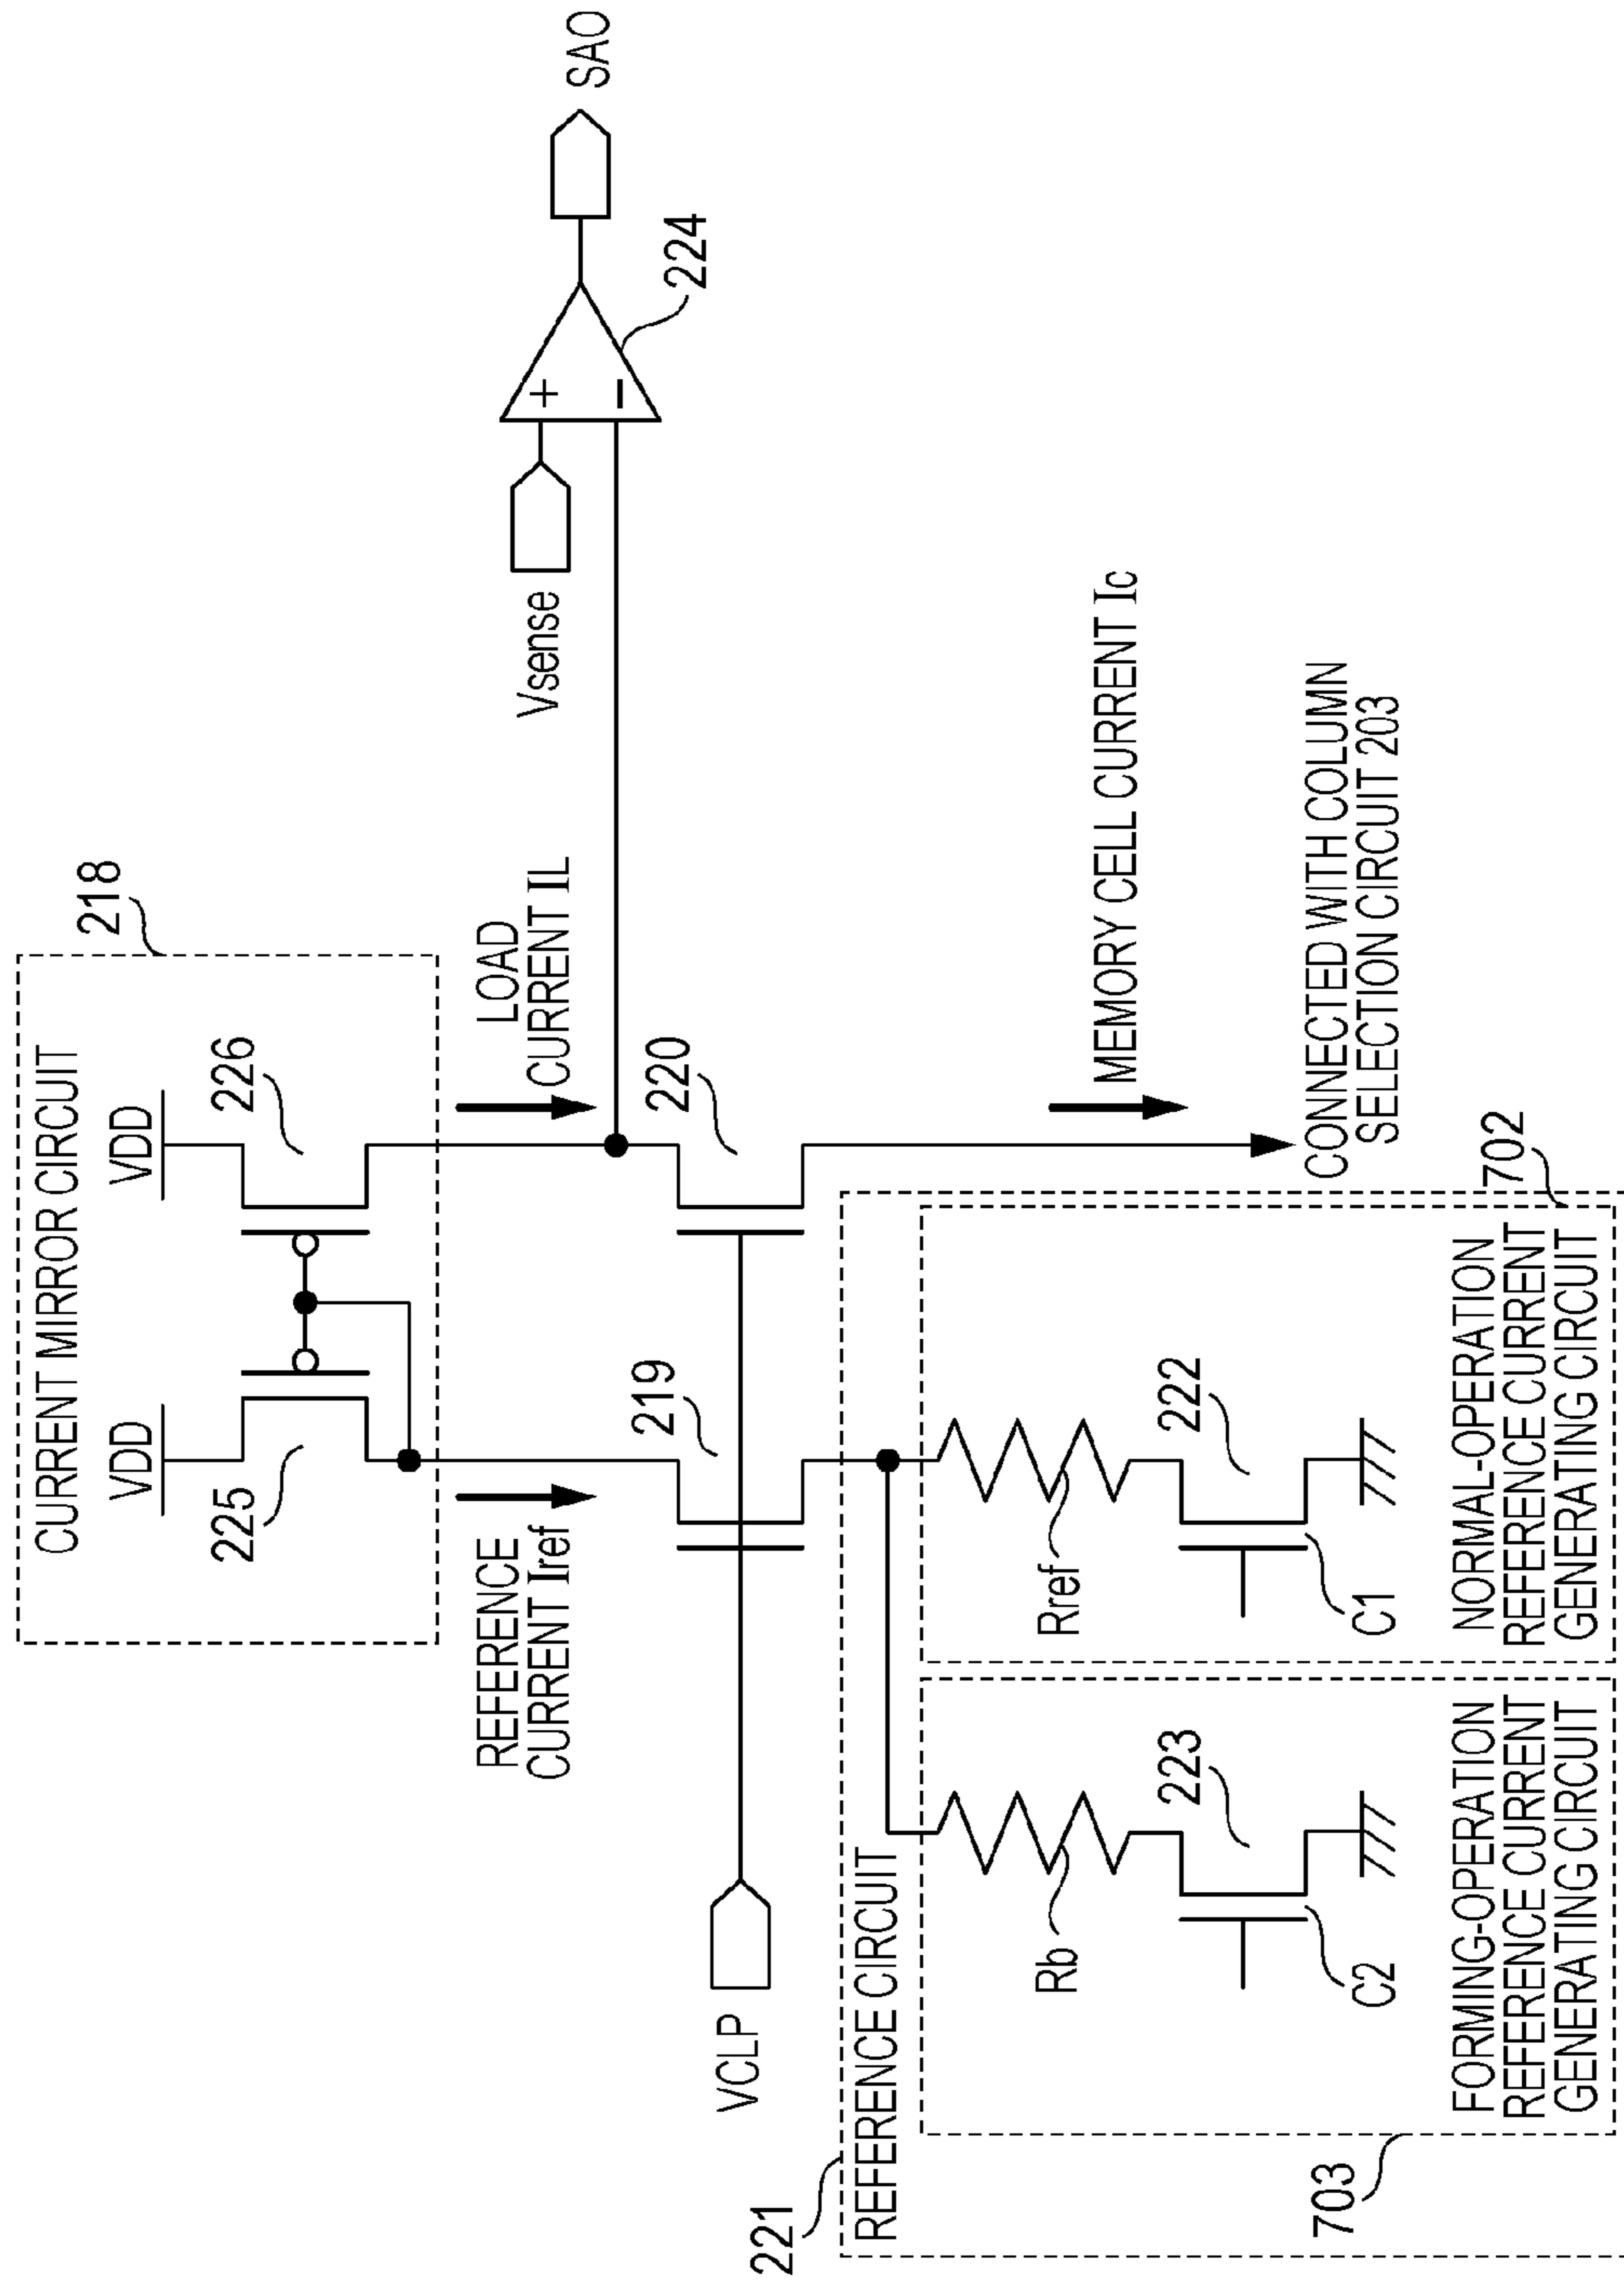 CURRENT MIRROR CIRCUIT
218
VDD
VDD
225
226
REFERENCE
CURRENT Iref
LOAD
CURRENT IL
Vsense
+
−
224
SAO
219
220
VCLP
221
REFERENCE CIRCUIT
MEMORY CELL CURRENT Ic
CONNECTED WITH COLUMN
SELECTION CIRCUIT 203
Rb
223
C2
Rref
222
C1
703
FORMING-OPERATION
REFERENCE CURRENT
GENERATING CIRCUIT
702
NORMAL-OPERATION
REFERENCE CURRENT
GENERATING CIRCUIT